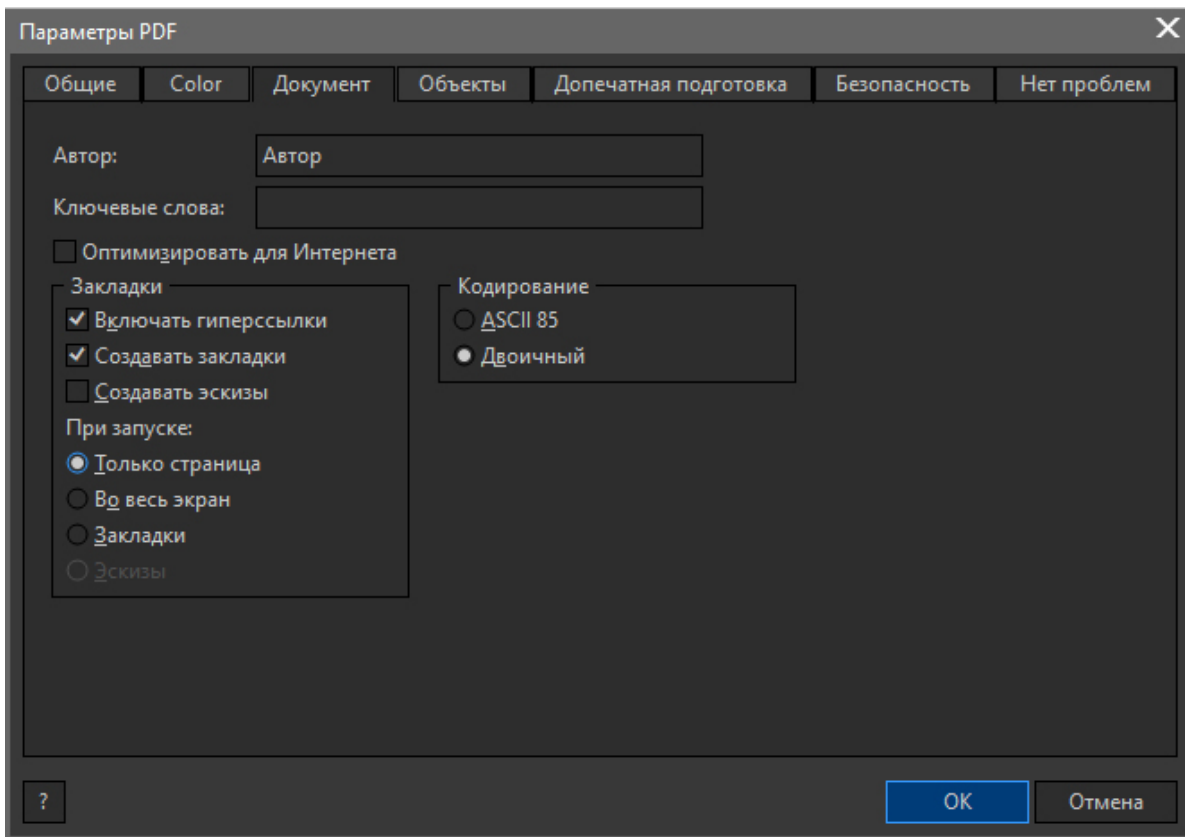 Параметры PDF
Общие Color Документ Объекты Допечатная подготовка Безопасность Нет проблем
Автор: Автор
Ключевые слова:
Оптимизировать для Интернета
Закладки
Включать гиперссылки
Создавать закладки
Создавать эскизы
При запуске:
Только страница
Во весь экран
Закладки
Эскизы
Кодирование
ASCII 85
Двоичный
? OK Отмена